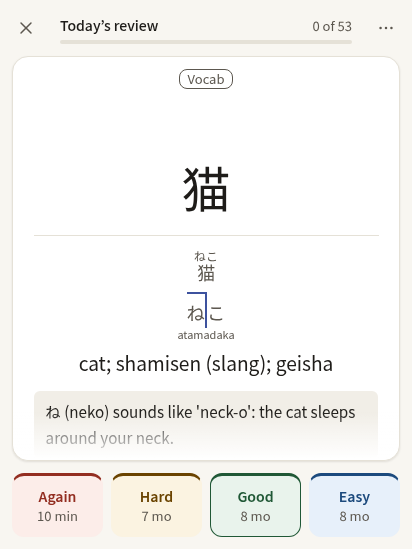 Today's review
0 of 53
Vocab
猫
ねこ
猫
ねこ
atamadaka
cat; shamisen (slang); geisha
ね (neko) sounds like 'neck-o': the cat sleeps
around your neck.
Again
10 min
Hard
7 mo
Good
8 mo
Easy
8 mo